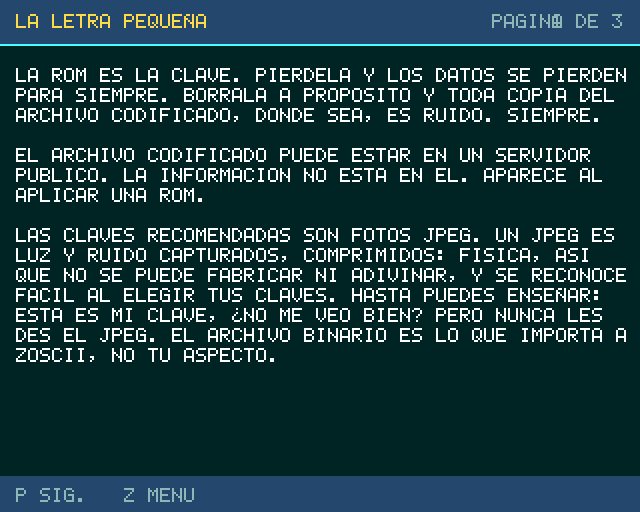 LA LETRA PEQUEÑA
DE 3
LA ROM ES LA CLAVE. PIERDELA Y LOS DATOS SE PIERDEN
PARA SIEMPRE. BORRALA A PROPOSITO Y TODA COPIA DEL
ARCHIVO CODIFICADO, DONDE SEA, ES RUIDO. SIEMPRE.
EL ARCHIVO CODIFICADO PUEDE ESTAR EN UN SERVIDOR
PUBLICO. LA INFORMACION NO ESTA EN EL. APARECE AL
APLICAR UNA ROM.
LAS CLAVES RECOMENDADAS SON FOTOS JPEG. UN JPEG ES
LUZ Y RUIDO CAPTURADOS, COMPRIMIDOS: FISICA, ASI
QUE NO SE PUEDE FABRICAR NI ADIVINAR, Y SE RECONOCE
FACIL AL ELEGIR TUS CLAVES. HASTA PUEDES ENSEÑAR:
ESTA ES MI CLAVE, ¿NO ME VEO BIEN? PERO NUNCA LES
DES EL JPEG. EL ARCHIVO BINARIO ES LO QUE IMPORTA A
ZOSCII, NO TU ASPECTO.
P SIG. Z MENU